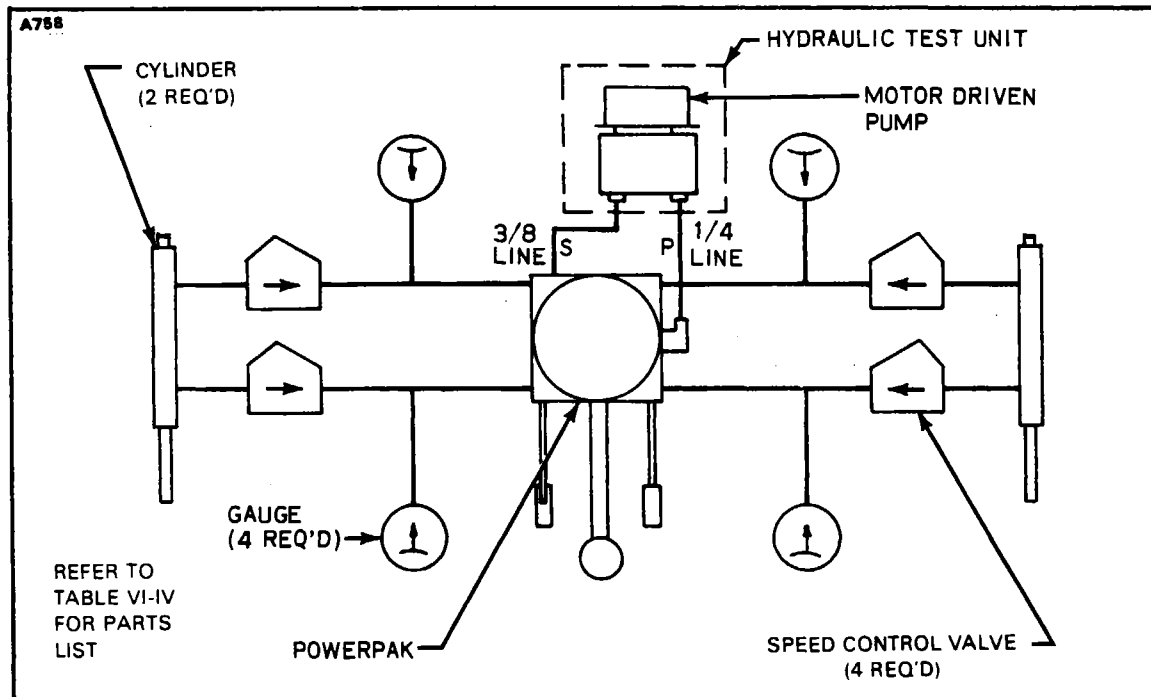 A758
CYLINDER
(2 REQ'D)
HYDRAULIC TEST UNIT
MOTOR DRIVEN
PUMP
3/8
LINE
S
P
1/4
LINE
GAUGE
(4 REQ'D)
REFER TO
TABLE VI-IV
FOR PARTS
LIST
POWERPAK
SPEED CONTROL VALVE
(4 REQ'D)